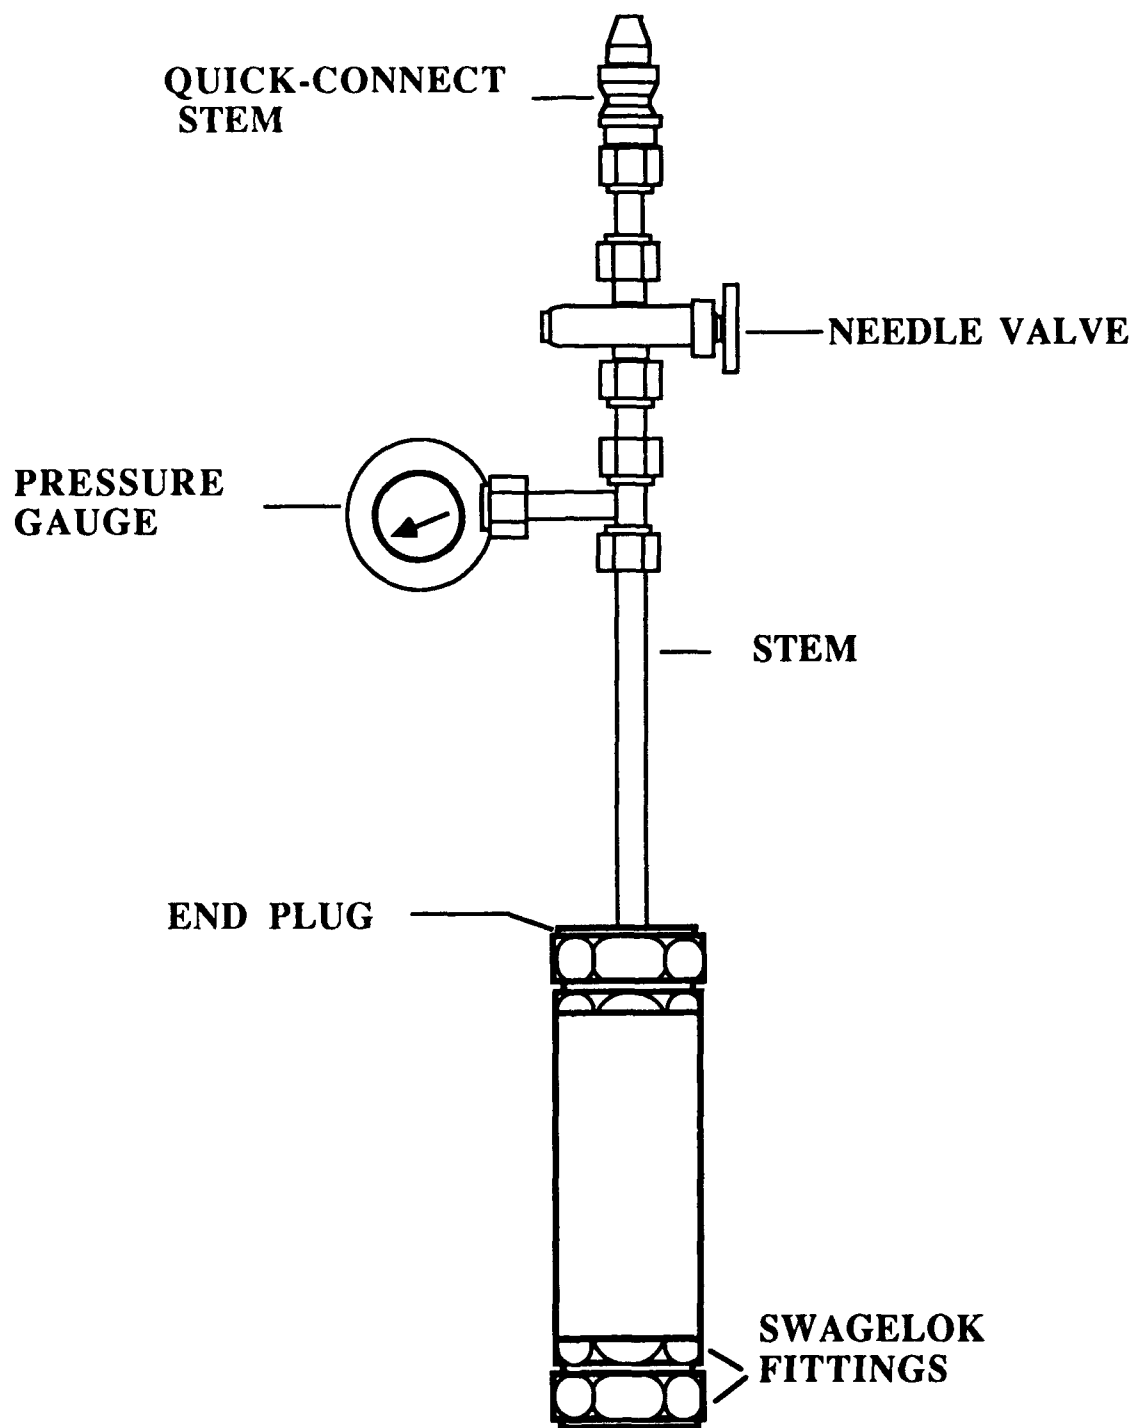 QUICK-CONNECT
STEM
NEEDLE VALVE
PRESSURE
GAUGE
STEM
END PLUG
SWAGELOK
FITTINGS